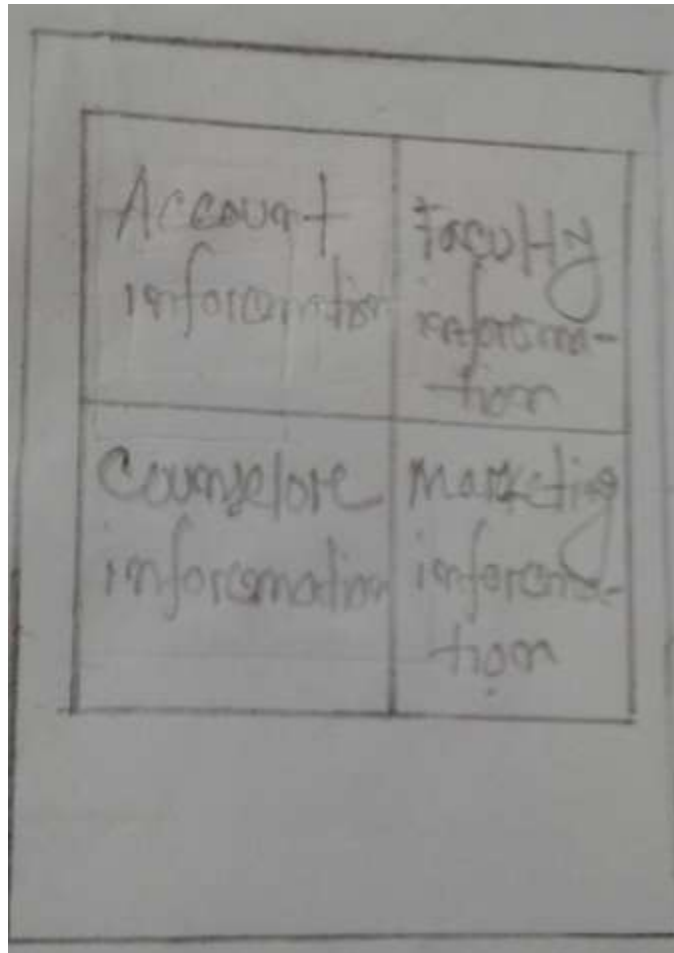 Account
information
Faculty
informa-
tion
Counselore
information
Marketing
informa-
tion